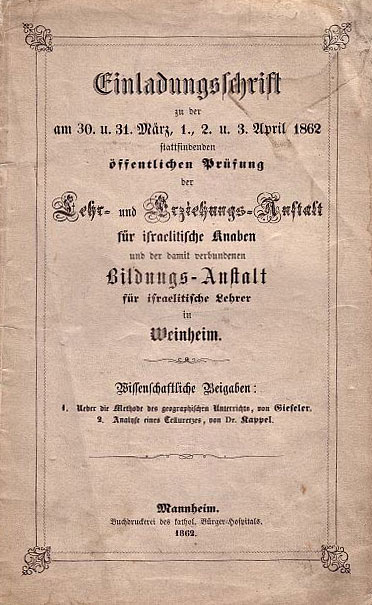 Einladungsschrift
zu der
am 30. u. 31. März, 1., 2. u. 3. April 1862
stattfindenden
öffentlichen Prüfung
der
Lehr- und Erziehungs-Anstalt
für israelitische Knaben
und der damit verbundenen
Bildungs-Anstalt
für israelitische Lehrer
in
Weinheim.
Wissenschaftliche Beigaben:
1. Ueber die Methode des geographischen Unterrichts, von Gieseler.
2. Analyse eines Tellurerzes, von Dr. Kappel.
Mannheim.
Buchdruckerei des kathol. Bürger-Hospitals.
1862.